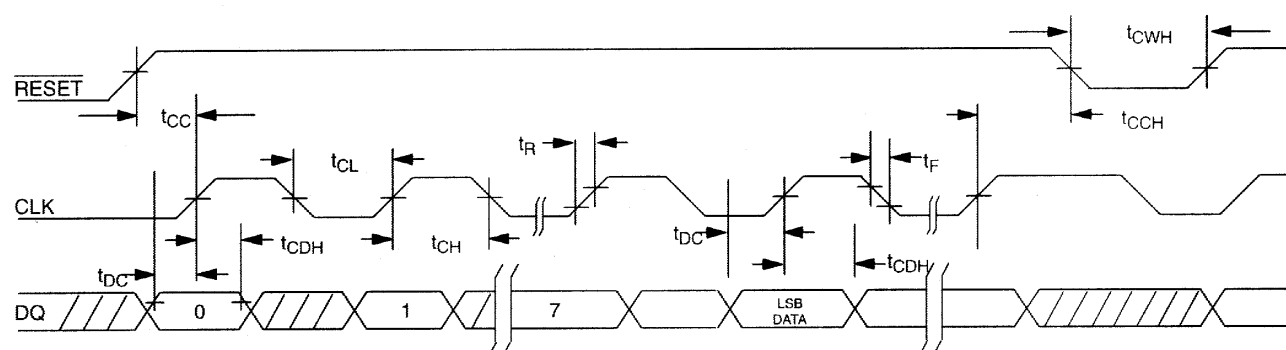 tCWH
RESET
tCC
tCCH
tR
tCL
tF
CLK
tCDH
tCH
tDC
tDC
tCDH
DQ
0
1
7
LSB
DATA